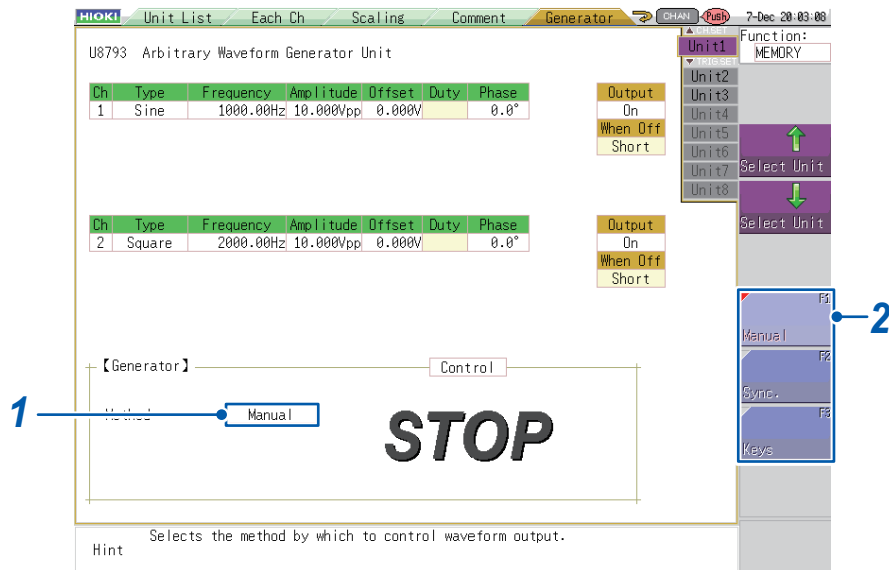 HIOKI Unit List Each Ch Scaling Comment Generator CHAN Push 7-Dec 20:03:08
Function:
MEMORY
U8793 Arbitrary Waveform Generator Unit
▲CH SET
Unit1
▼TRIG SET
Unit2
Unit3
Unit4
Unit5
Unit6
Unit7
Unit8
Select Unit
Select Unit
Ch Type Frequency Amplitude Offset Duty Phase
1 Sine 1000.00Hz 10.000Vpp 0.000V 0.0°
Output
On
When Off
Short
Ch Type Frequency Amplitude Offset Duty Phase
2 Square 2000.00Hz 10.000Vpp 0.000V 0.0°
Output
On
When Off
Short
F1
Manual
F2
Sync.
F3
Keys
2
【Generator】 Control
1
Method Manual
STOP
Hint Selects the method by which to control waveform output.